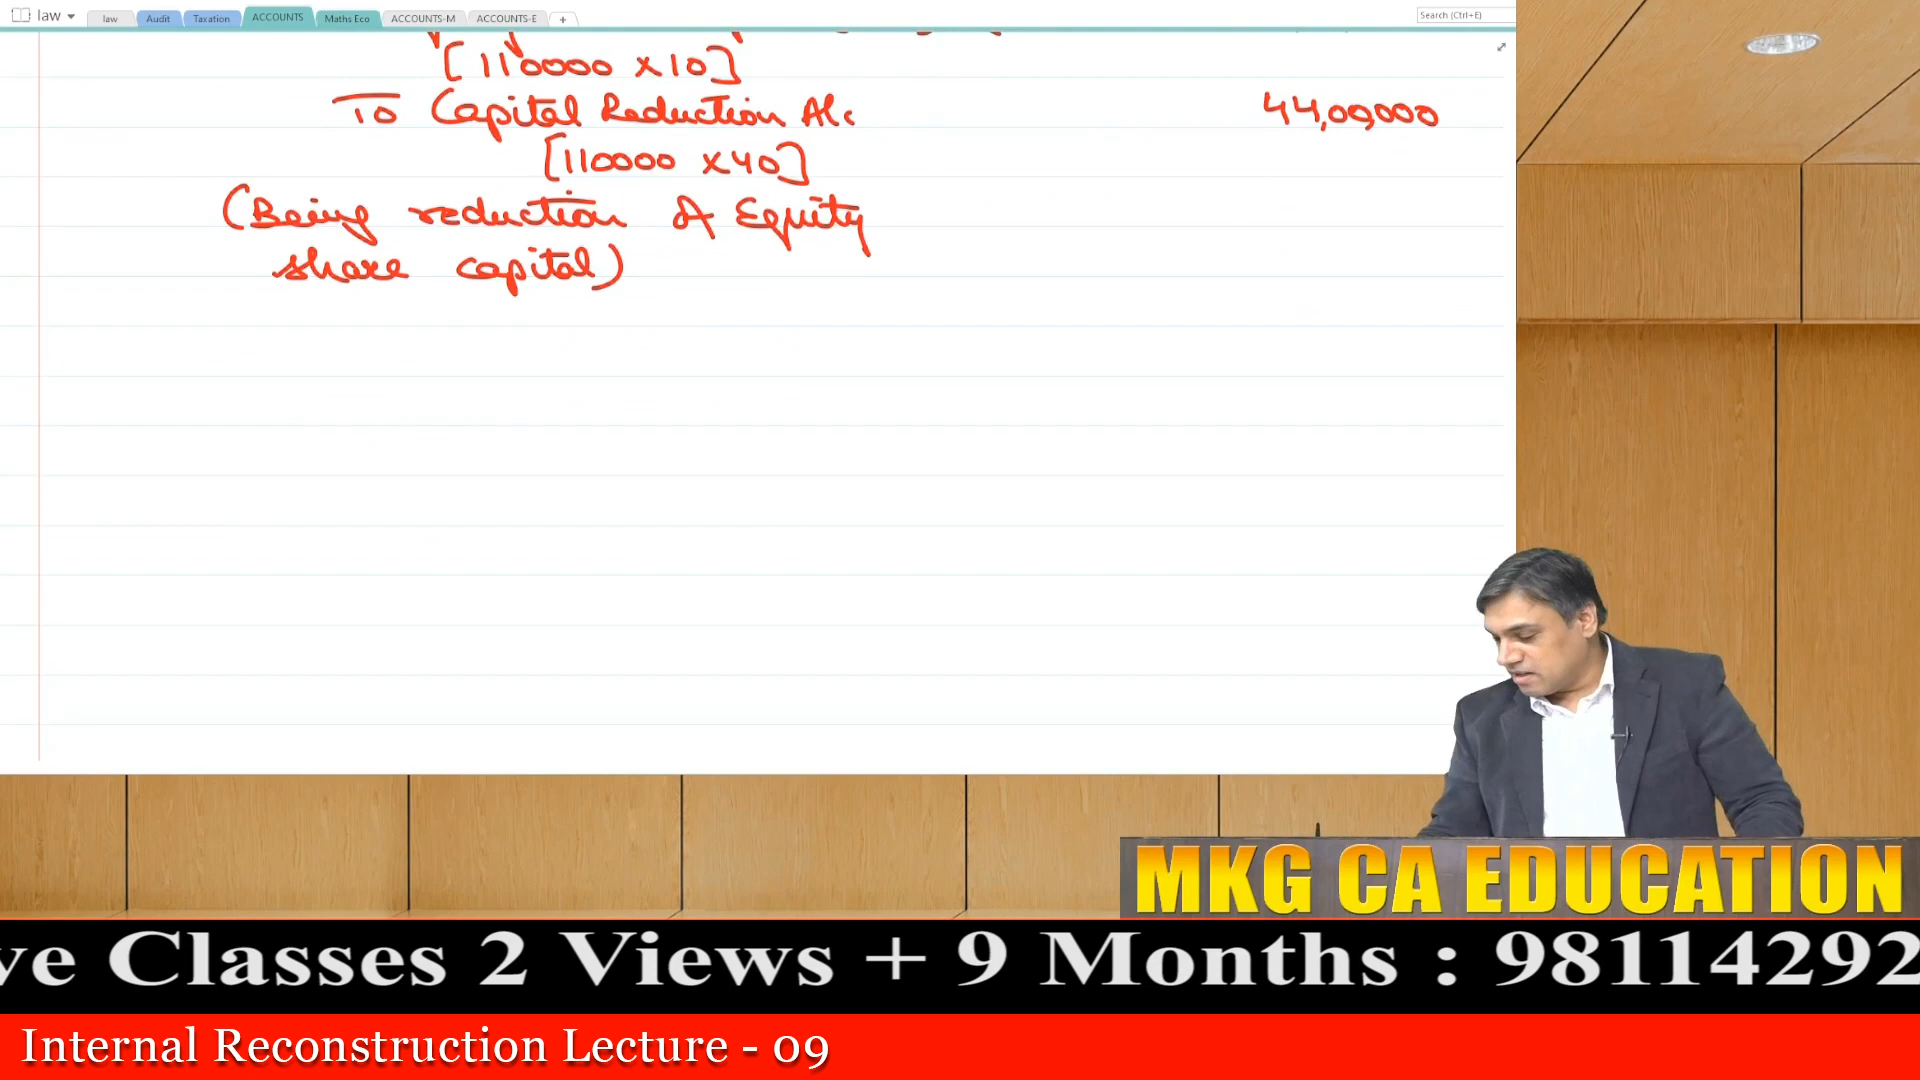 law
law
Audit
Taxation
ACCOUNTS
Maths Eco
ACCOUNTS-M
ACCOUNTS-E
+
Search (Ctrl+E)
[110000 x10]
To Capital Reduction A/c 44,00,000
[110000 x40]
(Being reduction of Equity
share capital)
MKG CA EDUCATION
ve Classes 2 Views + 9 Months : 98114292
Internal Reconstruction Lecture - 09